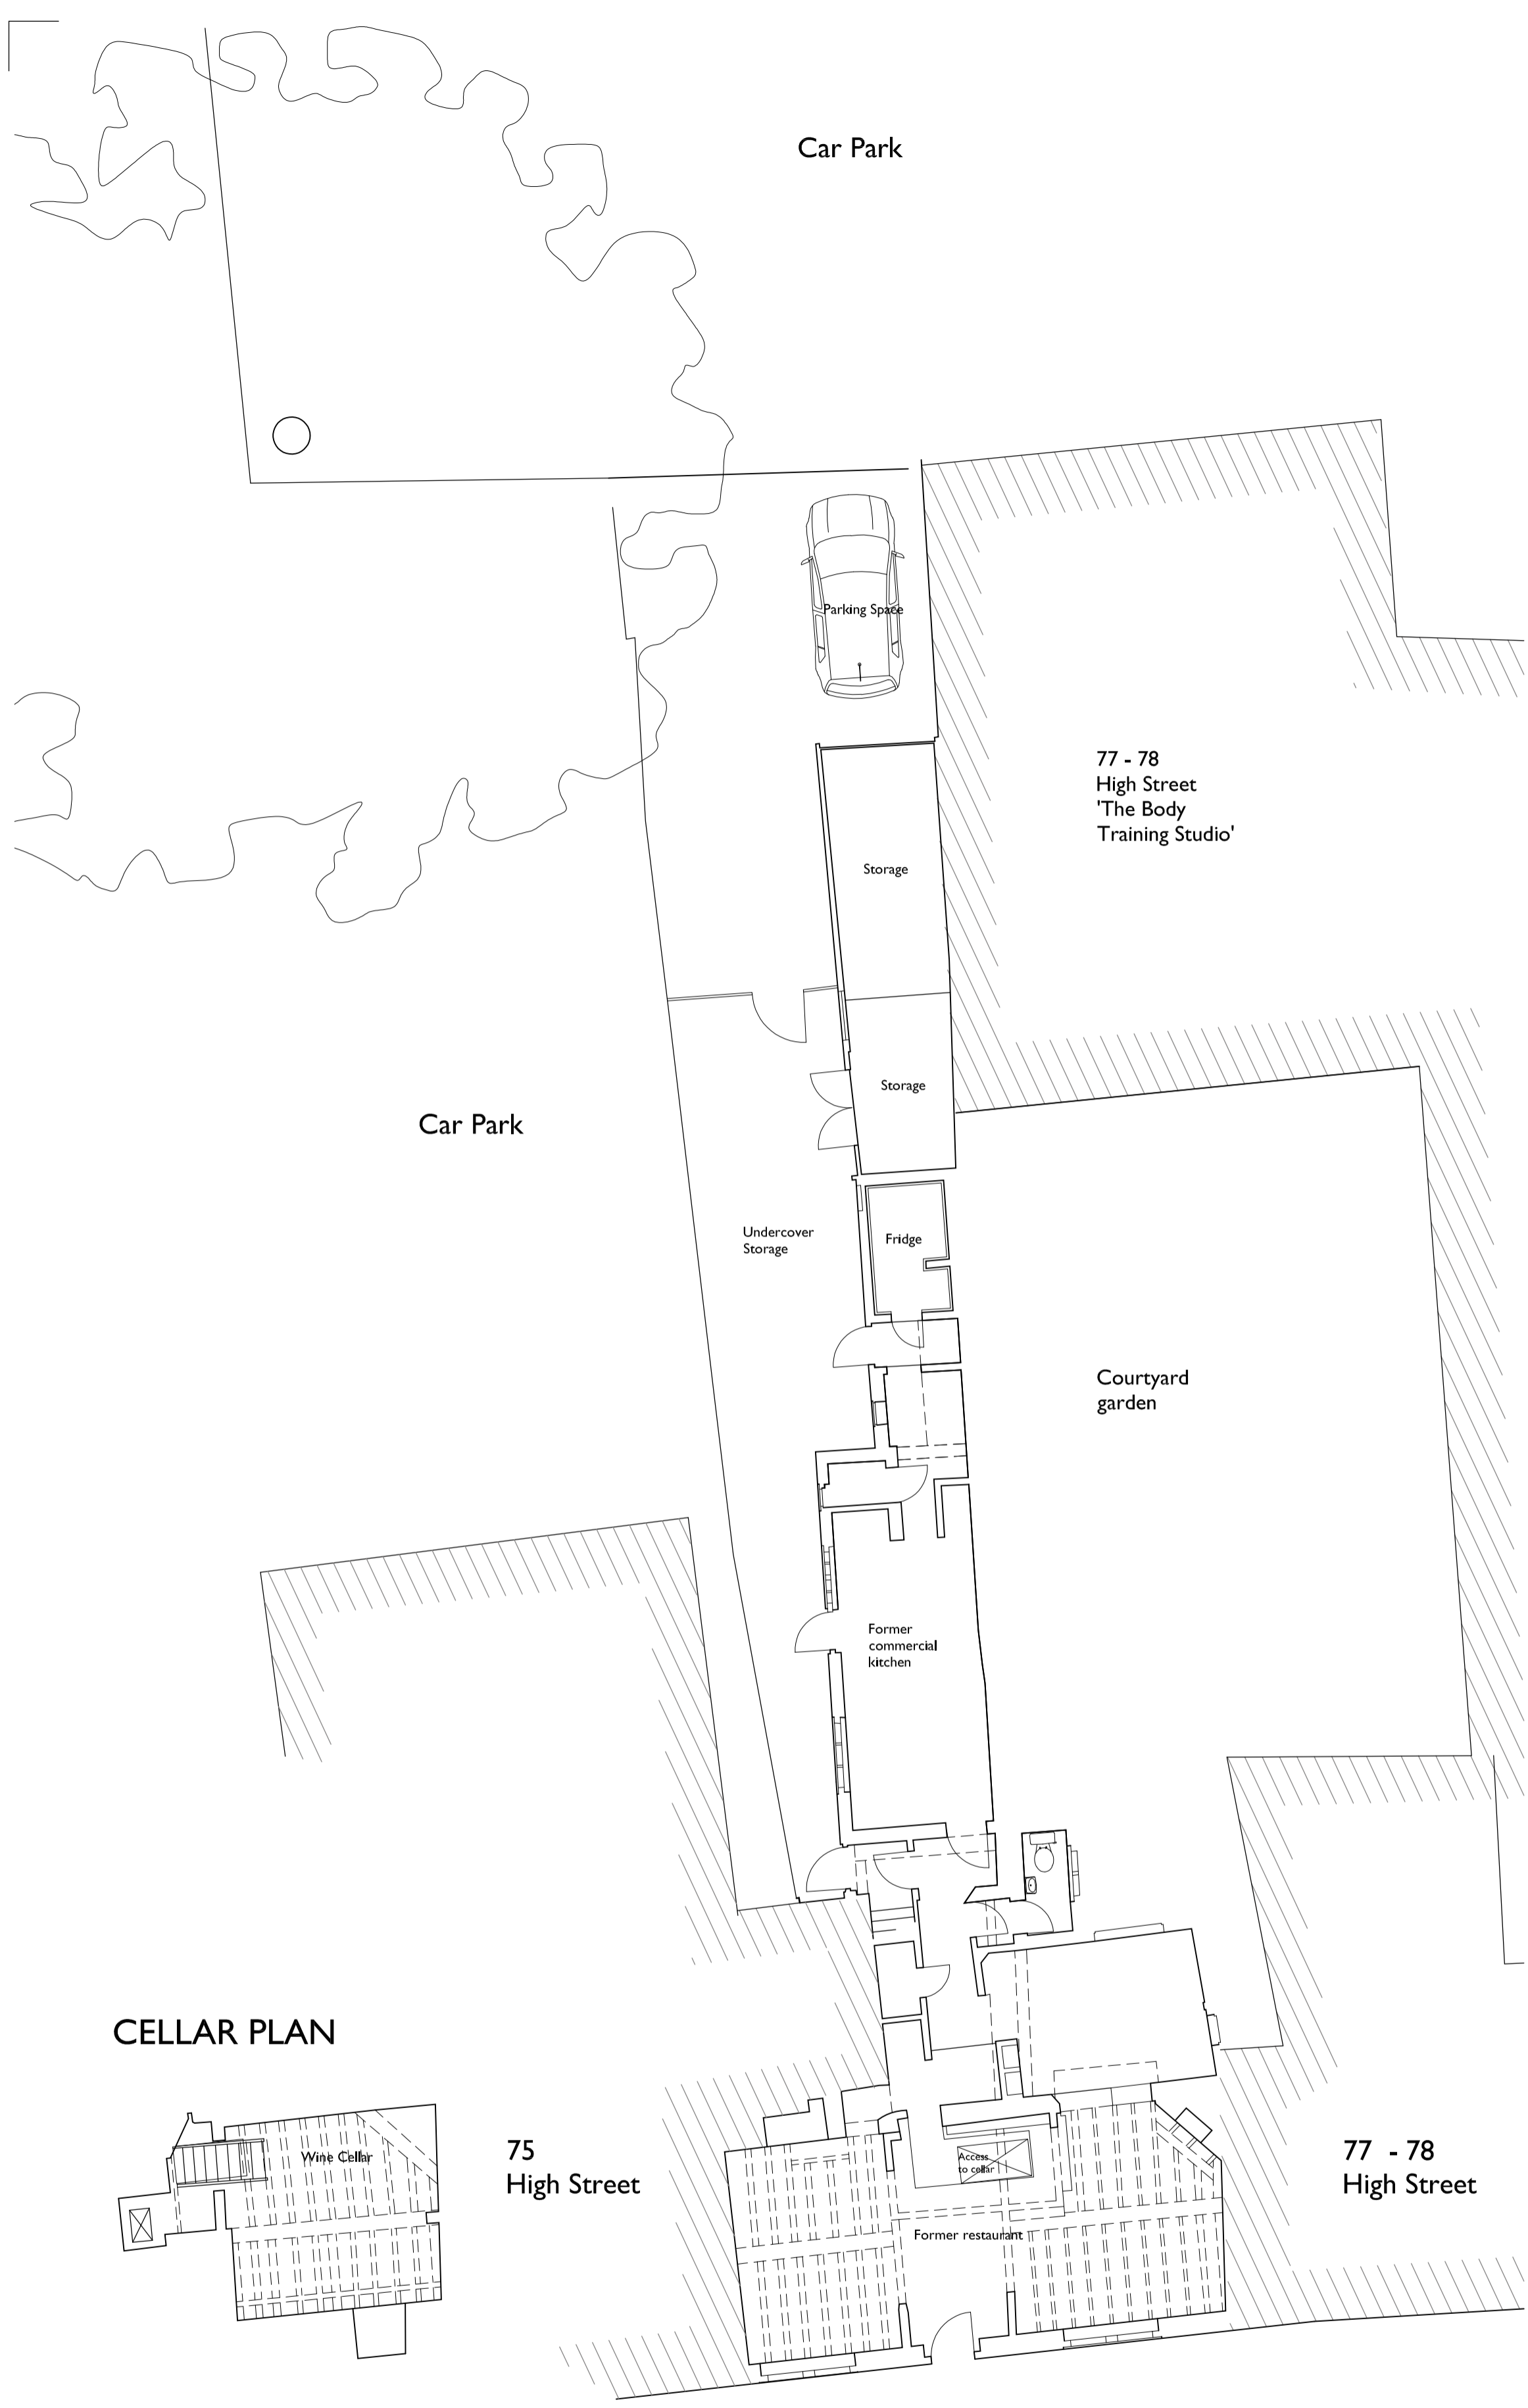 Car Park
Parking Space
77 - 78
High Street
'The Body
Training Studio'
Storage
Storage
Car Park
Undercover
Storage
Fridge
Courtyard
garden
Former
commercial
kitchen
CELLAR PLAN
Wine Cellar
75
High Street
Access
to cellar
77 - 78
High Street
Former restaurant